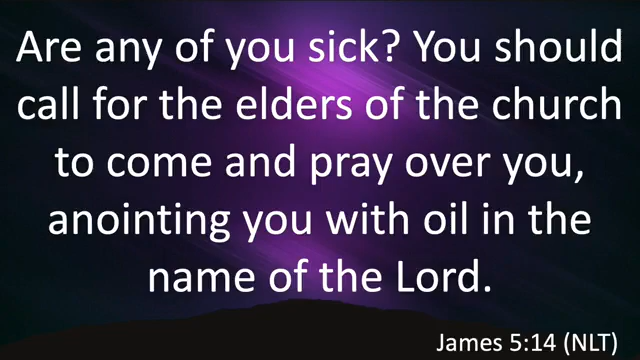 Are any of you sick? You should
call for the elders of the church
to come and pray over you,
anointing you with oil in the
name of the Lord.
James 5:14 (NLT)